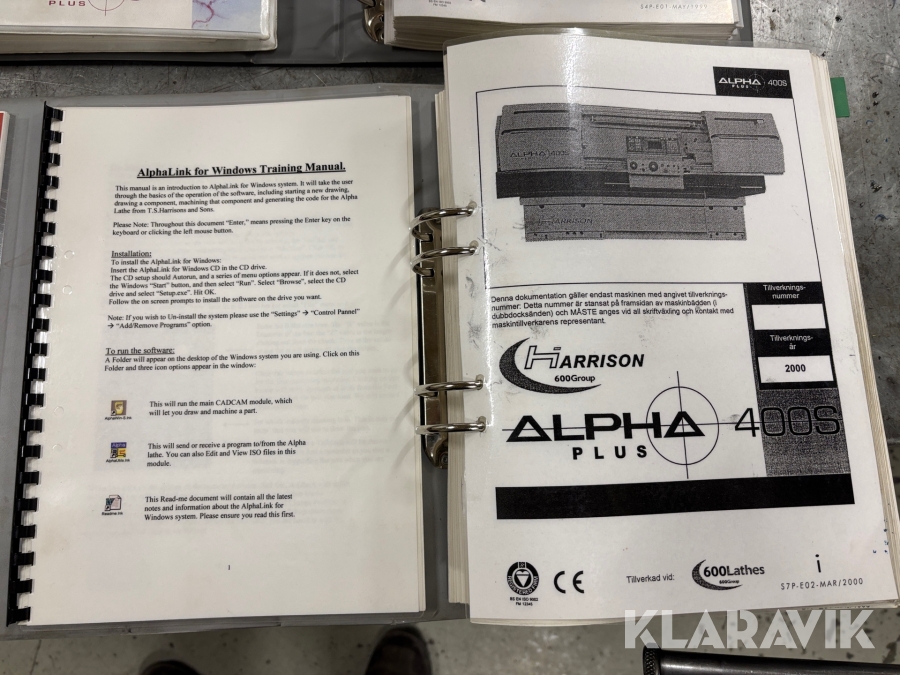 PLUS
S4P-E01 MAY/1999
AlphaLink for Windows Training Manual.
This manual is an introduction to AlphaLink for Windows system. It will take the user
through the basics of the operation of the software, including starting a new drawing,
drawing a component, machining that component and generating the code for the Alpha
Lathe from T.S.Harrisons and Sons.
Please Note: Throughout this document "Enter," means pressing the Enter key on the
keyboard or clicking the left mouse button.
Installation:
To install the AlphaLink for Windows:
Insert the AlphaLink for Windows CD in the CD drive.
The CD setup should Autorun, and a series of menu options appear. If it does not, select
the Windows "Start" button, and then select "Run". Select "Browse", select the CD
drive and select "Setup.exe". Hit OK.
Follow the on screen prompts to install the software on the drive you want.
Note: If you wish to Un-install the system please use the "Settings" → "Control Pannel"
→ "Add/Remove Programs" option.
To run the software:
A Folder will appear on the desktop of the Windows system you are using. Click on this
Folder and three icon options appear in the window:
This will run the main CADCAM module, which
will let you draw and machine a part.
This will send or receive a program to/from the Alpha
lathe. You can also Edit and View ISO files in this
module.
Readme.lnk
This Read-me document will contain all the latest
notes and information about the AlphaLink for
Windows system. Please ensure you read this first.
1
ALPHA 400S
PLUS
ALPHA 400S
HARRISON
Denna dokumentation gäller endast maskinen med angivet tillverknings-
nummer: Detta nummer är stansat på framsidan av maskinbädden (i
dubbdocksänden) och MÅSTE anges vid all skriftväxling och kontakt med
maskintillverkarens representant.
Tillverknings-
nummer
Tillverknings-
år
2000
HARRISON
600Group
ALPHA 400S
PLUS
BS EN ISO 9002
FM 12345
CE
Tillverkad vid:
600Lathes
600Group
i
S7P-E02-MAR/2000
KLARAVIK